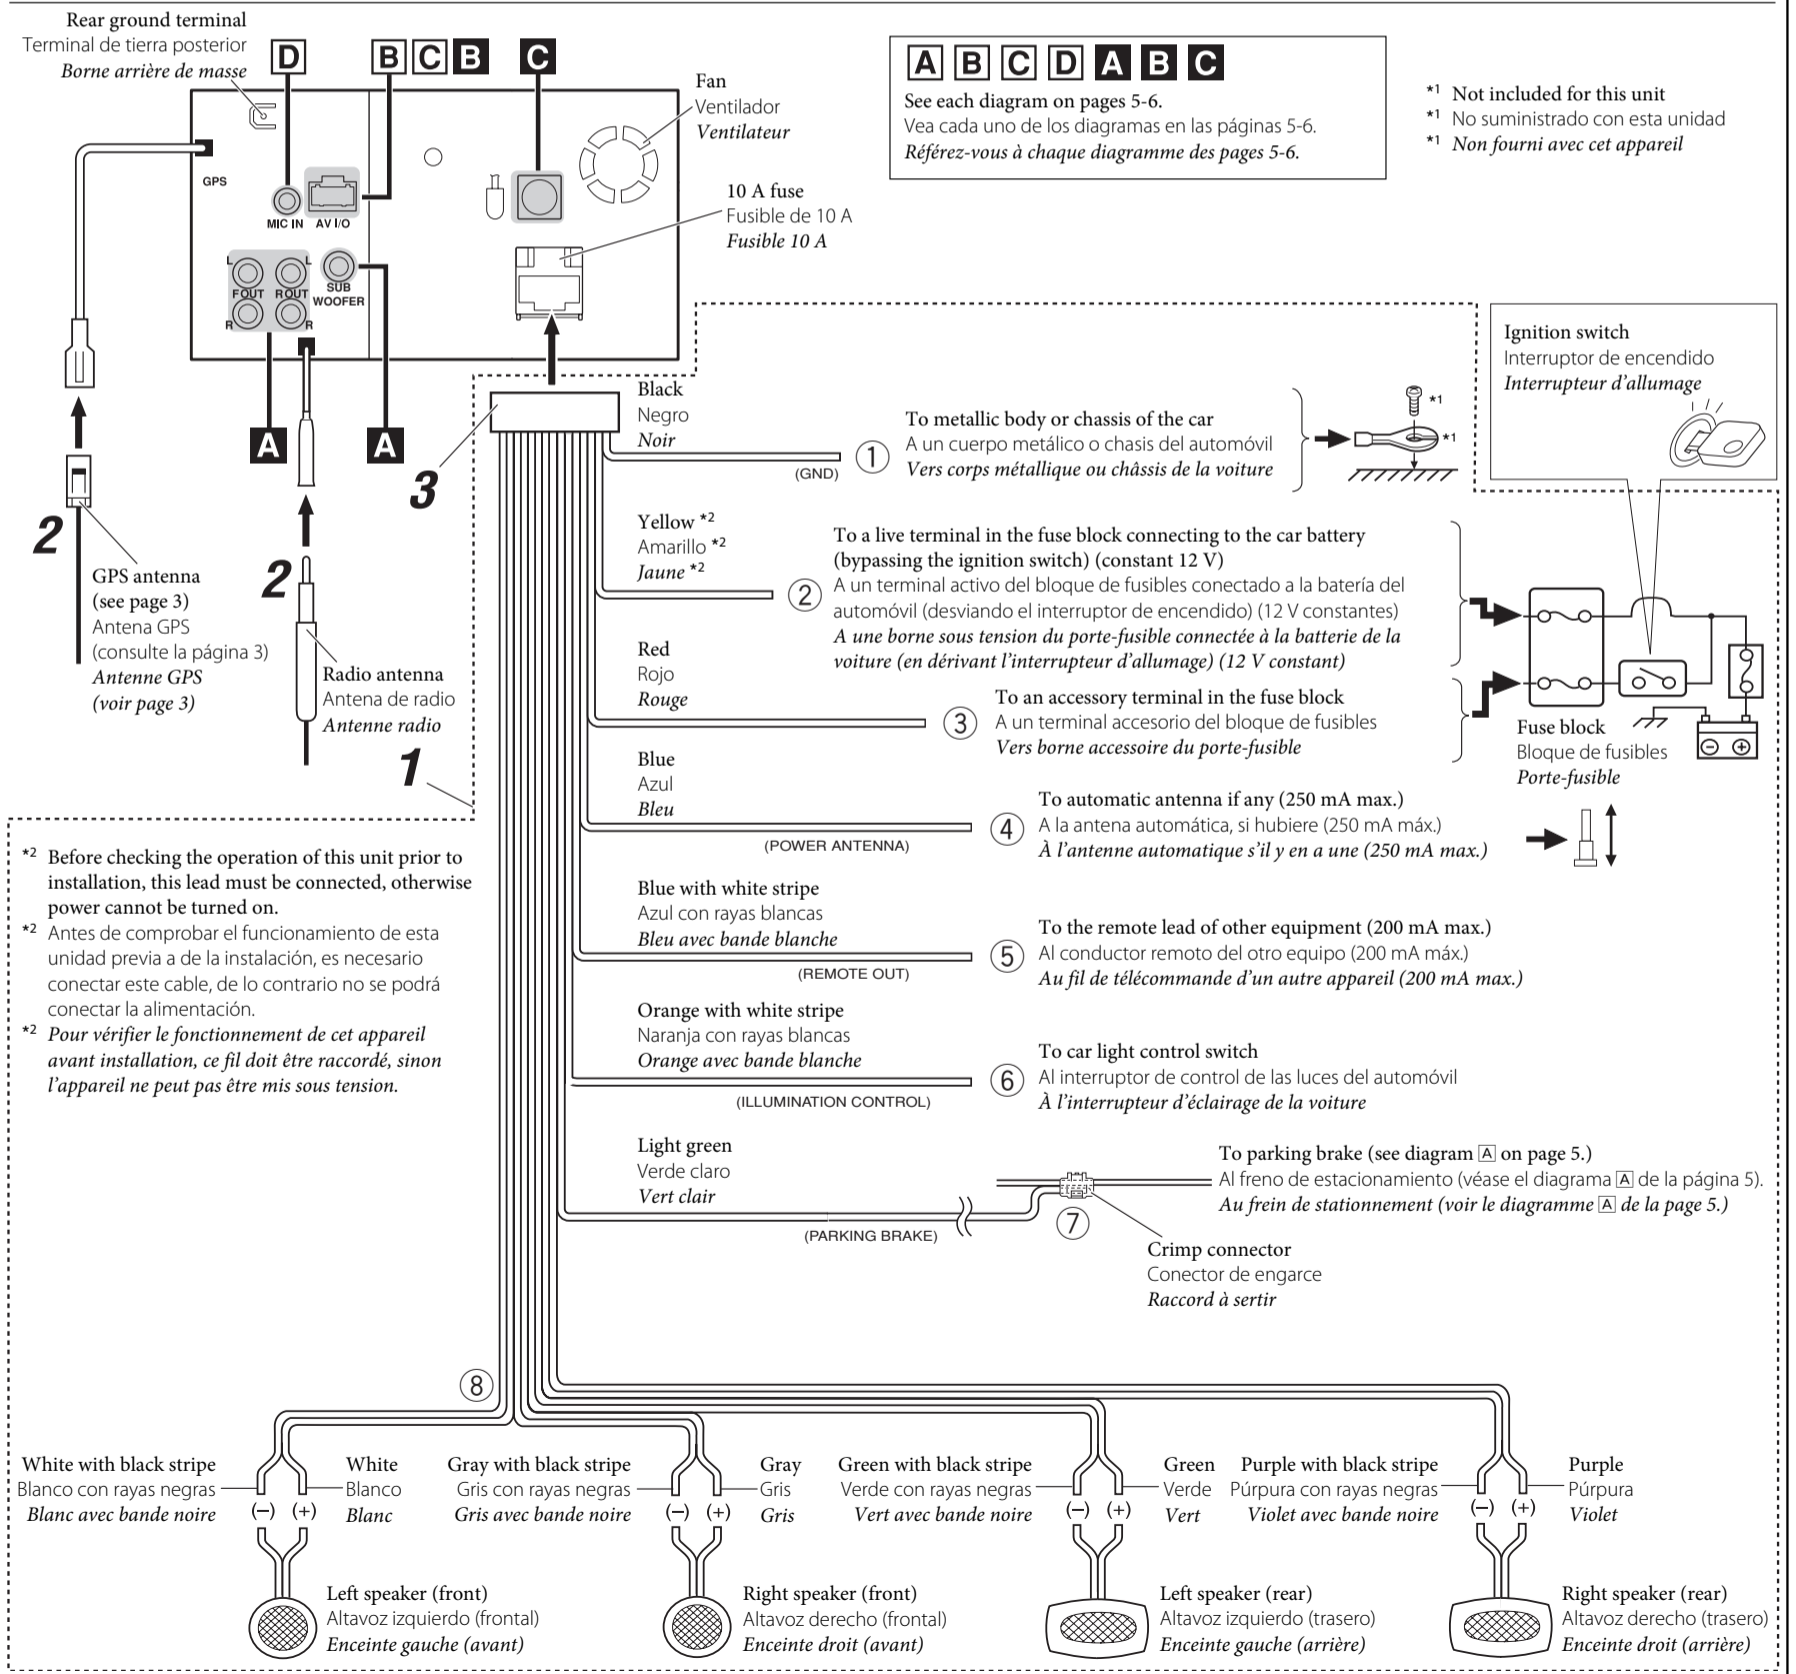 Rear ground terminal
Terminal de tierra posterior
Borne arrière de masse
D
B C B
C
Fan
Ventilador
Ventilateur
A B C D A B C
See each diagram on pages 5-6.
Vea cada uno de los diagramas en las páginas 5-6.
Référez-vous à chaque diagramme des pages 5-6.
*1 Not included for this unit
*1 No suministrado con esta unidad
*1 Non fourni avec cet appareil
GPS
MIC IN
AV I/O
10 A fuse
Fusible de 10 A
Fusible 10 A
L
L
FOUT
ROUT
R
R
SUB
WOOFER
A
A
3
2
GPS antenna
(see page 3)
Antena GPS
(consulte la página 3)
Antenne GPS
(voir page 3)
2
Radio antenna
Antena de radio
Antenne radio
1
Ignition switch
Interruptor de encendido
Interrupteur d'allumage
Black
Negro
Noir
(GND)
①
To metallic body or chassis of the car
A un cuerpo metálico o chasis del automóvil
Vers corps métallique ou châssis de la voiture
*1
*1
Yellow *2
Amarillo *2
Jaune *2
②
To a live terminal in the fuse block connecting to the car battery
(bypassing the ignition switch) (constant 12 V)
A un terminal activo del bloque de fusibles conectado a la batería del
automóvil (desviando el interruptor de encendido) (12 V constantes)
A une borne sous tension du porte-fusible connectée à la batterie de la
voiture (en dérivant l'interrupteur d'allumage) (12 V constant)
Red
Rojo
Rouge
③
To an accessory terminal in the fuse block
A un terminal accesorio del bloque de fusibles
Vers borne accessoire du porte-fusible
Fuse block
Bloque de fusibles
Porte-fusible
− +
Blue
Azul
Bleu
(POWER ANTENNA)
④
To automatic antenna if any (250 mA max.)
A la antena automática, si hubiere (250 mA máx.)
À l'antenne automatique s'il y en a une (250 mA max.)
*2 Before checking the operation of this unit prior to
installation, this lead must be connected, otherwise
power cannot be turned on.
*2 Antes de comprobar el funcionamiento de esta
unidad previa a de la instalación, es necesario
conectar este cable, de lo contrario no se podrá
conectar la alimentación.
*2 Pour vérifier le fonctionnement de cet appareil
avant installation, ce fil doit être raccordé, sinon
l'appareil ne peut pas être mis sous tension.
Blue with white stripe
Azul con rayas blancas
Bleu avec bande blanche
(REMOTE OUT)
⑤
To the remote lead of other equipment (200 mA max.)
Al conductor remoto del otro equipo (200 mA máx.)
Au fil de télécommande d'un autre appareil (200 mA max.)
Orange with white stripe
Naranja con rayas blancas
Orange avec bande blanche
(ILLUMINATION CONTROL)
⑥
To car light control switch
Al interruptor de control de las luces del automóvil
À l'interrupteur d'éclairage de la voiture
Light green
Verde claro
Vert clair
(PARKING BRAKE)
⑦
To parking brake (see diagram A on page 5.)
Al freno de estacionamiento (véase el diagrama A de la página 5).
Au frein de stationnement (voir le diagramme A de la page 5.)
Crimp connector
Conector de engarce
Raccord à sertir
⑧
White with black stripe
Blanco con rayas negras
Blanc avec bande noire
(−) (+)
White
Blanco
Blanc
Gray with black stripe
Gris con rayas negras
Gris avec bande noire
(−) (+)
Gray
Gris
Gris
Green with black stripe
Verde con rayas negras
Vert avec bande noire
(−) (+)
Green
Verde
Vert
Purple with black stripe
Púrpura con rayas negras
Violet avec bande noire
(−) (+)
Purple
Púrpura
Violet
Left speaker (front)
Altavoz izquierdo (frontal)
Enceinte gauche (avant)
Right speaker (front)
Altavoz derecho (frontal)
Enceinte droit (avant)
Left speaker (rear)
Altavoz izquierdo (trasero)
Enceinte gauche (arrière)
Right speaker (rear)
Altavoz derecho (trasero)
Enceinte droit (arrière)